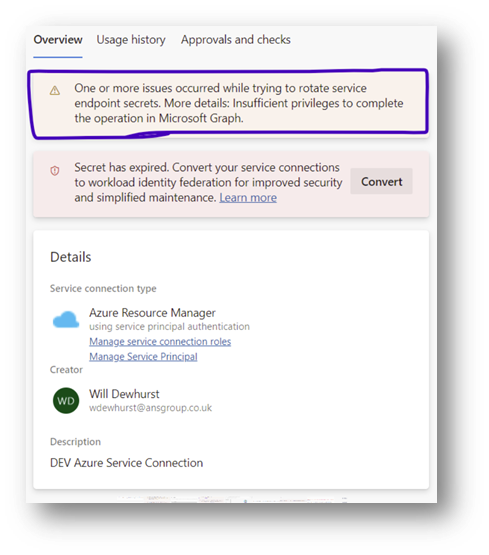 Overview Usage history Approvals and checks
One or more issues occurred while trying to rotate service
endpoint secrets. More details: Insufficient privileges to complete
the operation in Microsoft Graph.
Secret has expired. Convert your service connections
to workload identity federation for improved security
and simplified maintenance. Learn more
Convert
Details
Service connection type
Azure Resource Manager
using service principal authentication
Manage service connection roles
Manage Service Principal
Creator
WD
Will Dewhurst
wdewhurst@ansgroup.co.uk
Description
DEV Azure Service Connection